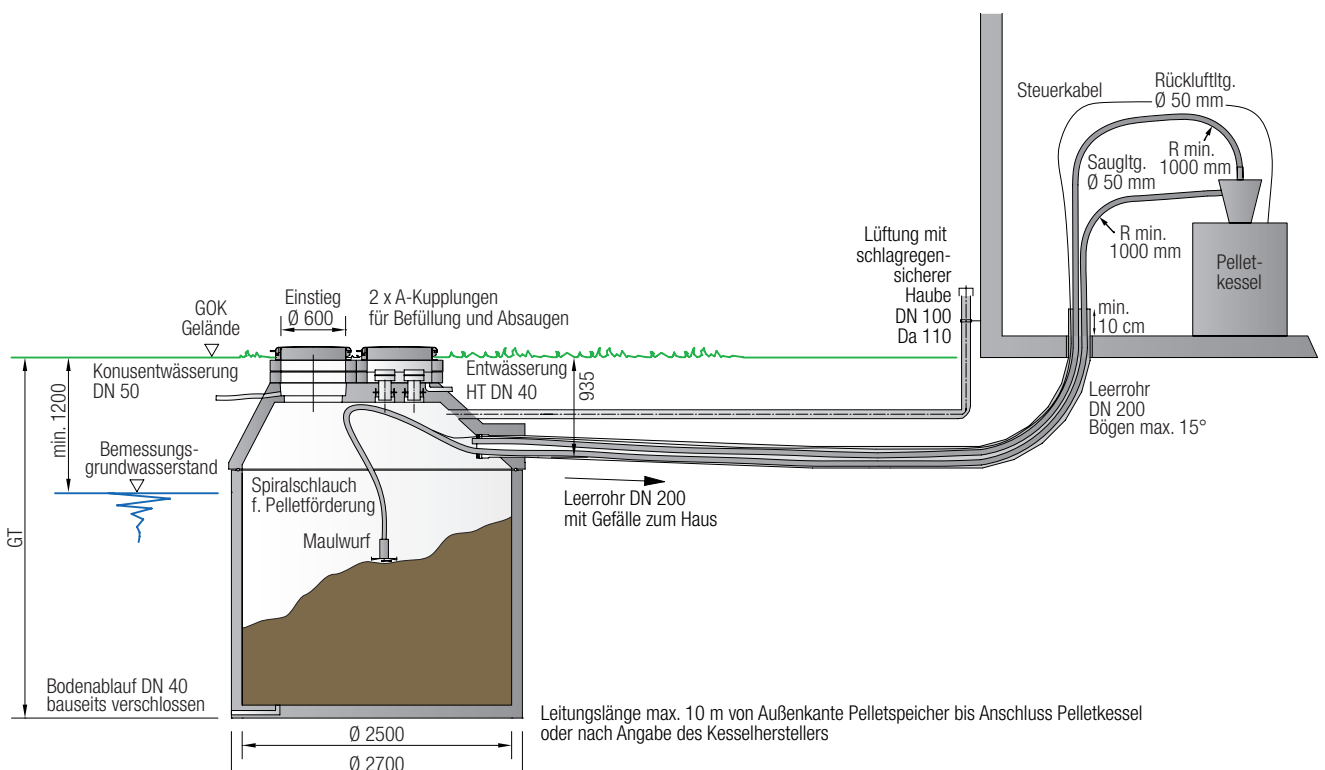 Steuerkabel
Rückluftltg.
Ø 50 mm
R min.
1000 mm
Saugltg.
Ø 50 mm
R min.
1000 mm
Pellet-
kessel
Lüftung mit
schlagregen-
sicherer
Haube
DN 100
Da 110
min.
10 cm
GOK
Gelände
Einstieg
Ø 600
2 x A-Kupplungen
für Befüllung und Absaugen
Konusentwässerung
DN 50
Entwässerung
HT DN 40
935
Leerrohr
DN 200
Bögen max. 15°
min. 1200
Bemessungs-
grundwasserstand
Spiralschlauch
f. Pelletförderung
Leerrohr DN 200
mit Gefälle zum Haus
Maulwurf
GT
Bodenablauf DN 40
bauseits verschlossen
Leitungslänge max. 10 m von Außenkante Pelletspeicher bis Anschluss Pelletkessel
oder nach Angabe des Kesselherstellers
Ø 2500
Ø 2700